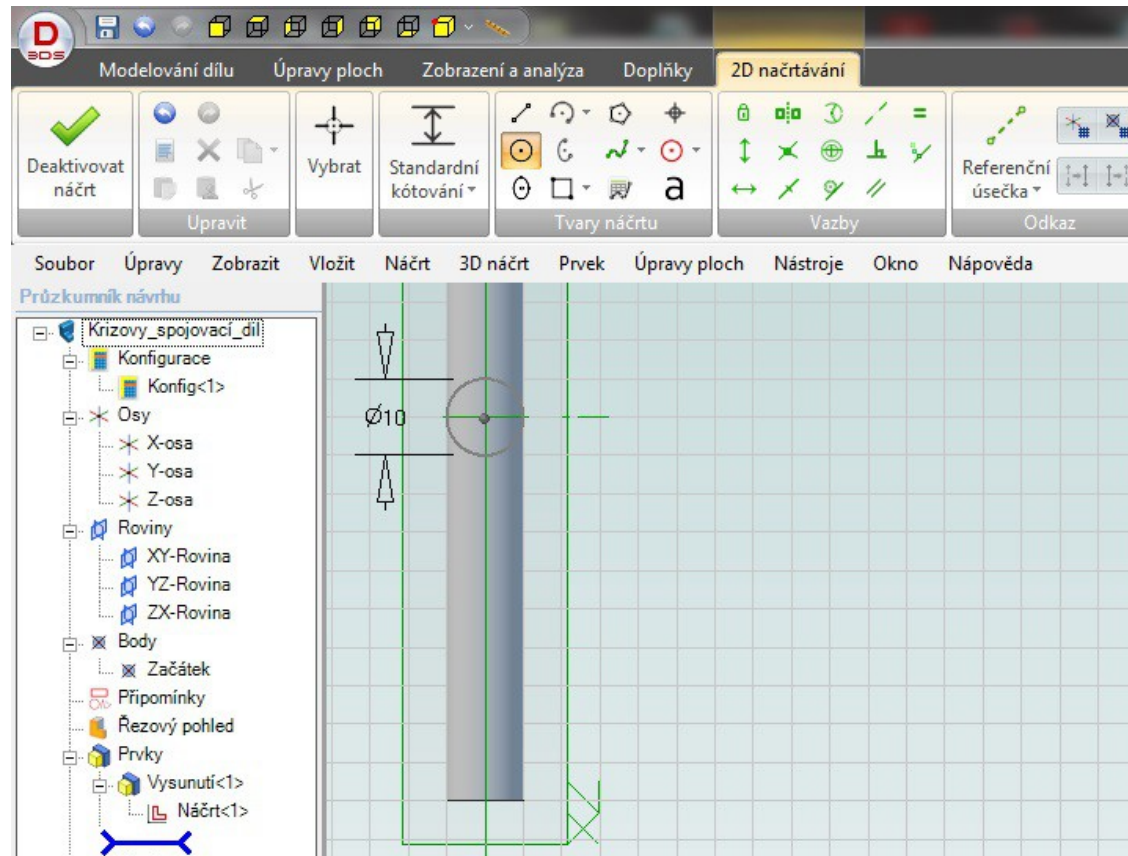 D
3DS
Modelování dílu Úpravy ploch Zobrazení a analýza Doplňky 2D načrtávání
Deaktivovat náčrt
Vybrat
Standardní kótování
a
Referenční úsečka
Upravit Tvary náčrtu Vazby Odkaz
Soubor Úpravy Zobrazit Vložit Náčrt 3D náčrt Prvek Úpravy ploch Nástroje Okno Nápověda
Průzkumník návrhu
Krizovy_spojovací_dil
Konfigurace
Konfig<1>
Osy
X-osa
Y-osa
Z-osa
Roviny
XY-Rovina
YZ-Rovina
ZX-Rovina
Body
Začátek
Připomínky
Řezový pohled
Prvky
Vysunutí<1>
Náčrt<1>
Ø10